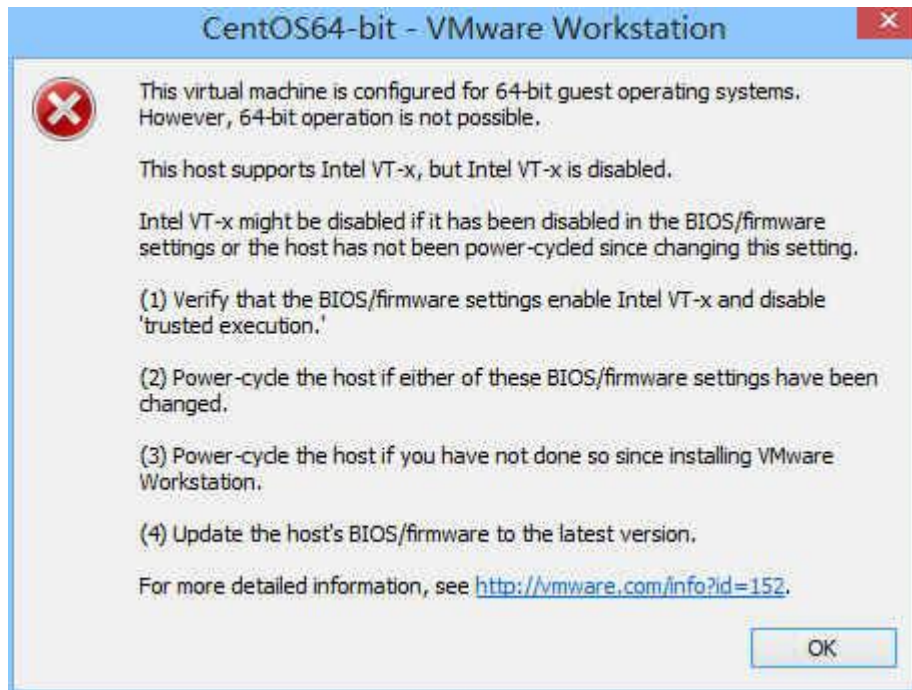 CentOS64-bit - VMware Workstation
This virtual machine is configured for 64-bit guest operating systems.
However, 64-bit operation is not possible.
This host supports Intel VT-x, but Intel VT-x is disabled.
Intel VT-x might be disabled if it has been disabled in the BIOS/firmware
settings or the host has not been power-cycled since changing this setting.
(1) Verify that the BIOS/firmware settings enable Intel VT-x and disable
'trusted execution.'
(2) Power-cycle the host if either of these BIOS/firmware settings have been
changed.
(3) Power-cycle the host if you have not done so since installing VMware
Workstation.
(4) Update the host's BIOS/firmware to the latest version.
For more detailed information, see http://vmware.com/info?id=152.
OK